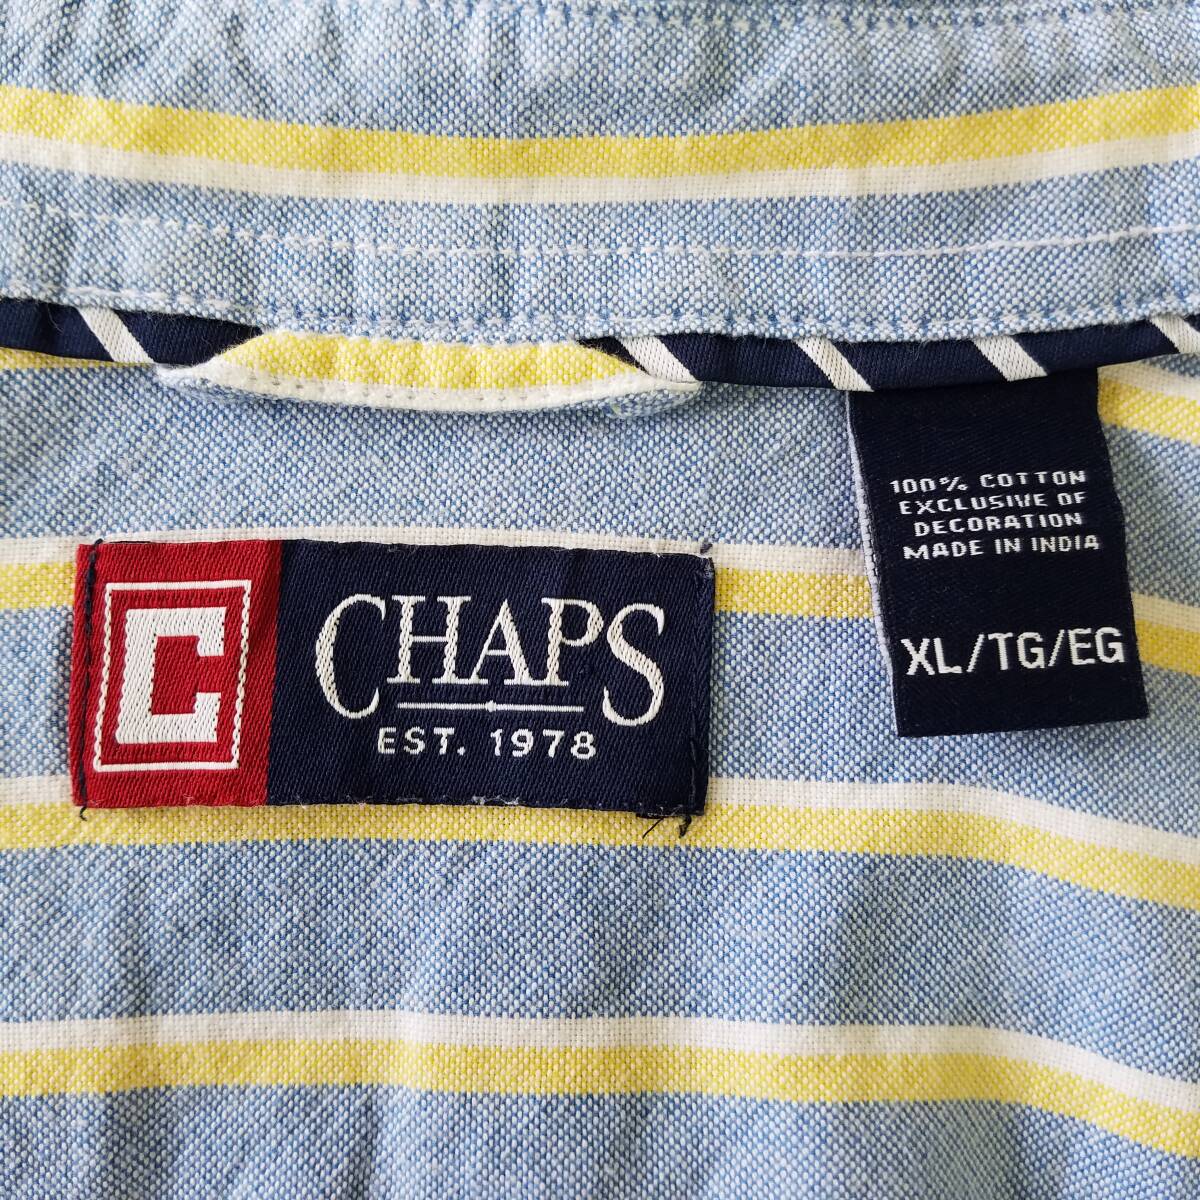 C
CHAPS
EST. 1978
100% COTTON
EXCLUSIVE OF
DECORATION
MADE IN INDIA
XL/TG/EG